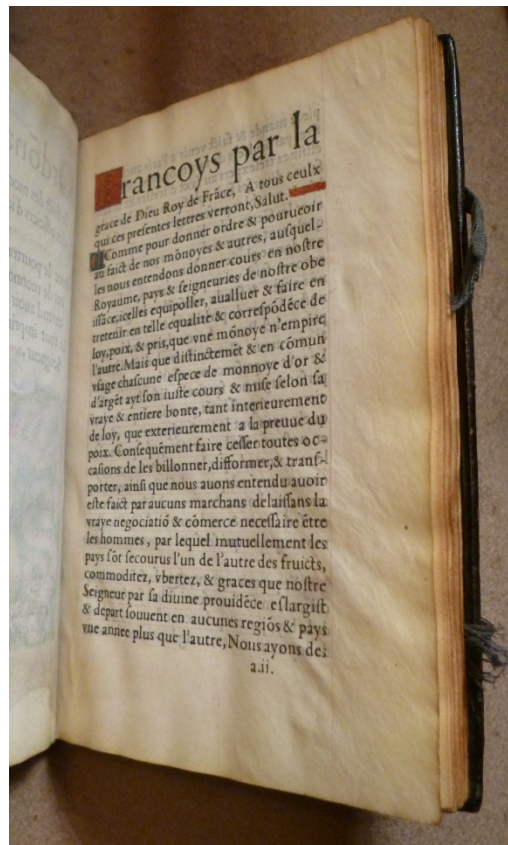 Francoys par la
grace de Dieu Roy de Frãce, A tous ceulx
qui ces presentes lettres verront, Salut.
Comme pour donner ordre & pourueoir
au faict de nos mõnoyes & autres, auſquel-
les nous entendons donner cours en noſtre
Royaume, pays & ſeigneuries de noſtre obe
iſſãce, icelles equipoller, aualluer & faire en
tretenir en telle equalite & correſpõdẽce de
loy, poix, & pris, que vne mõnoye n'empire
l'autre. Mais que diſtinctemẽt & en cõmun
vſage chaſcune eſpece de monnoye d'or &
d'argẽt ayt ſon iuſte cours & miſe ſelon ſa
vraye & entiere bonte, tant interieurement
de loy, que exterieurement a la preuue du
poix. Conſequẽment faire ceſſer toutes oc-
caſions de les billonner, difformer, & tranſ-
porter, ainſi que nous auons entendu auoir
eſte faict par aucuns marchans delaiſſans la
vraye negociatiõ & cõmerce neceſſaire ẽtre
les hommes, par lequel mutuellement les
pays ſõt ſecourus l'un de l'autre des fruicts,
commoditez, vbertez, & graces que noſtre
Seigneur par ſa diuine prouidẽce eſlargiſt
& depart ſouuent en aucunes regiõs & pays
vne annee plus que l'autre, Nous ayons des
a.ii.